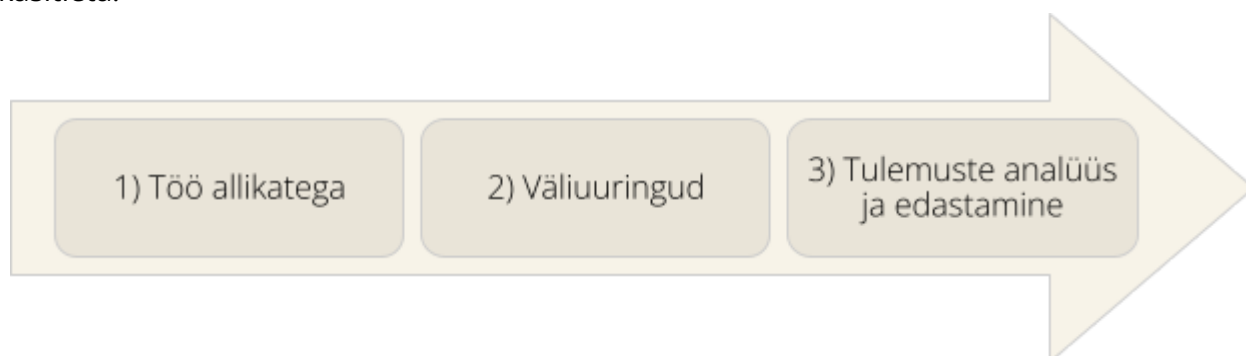 1) Töö allikatega
2) Väliuuringud
3) Tulemuste analüüs
ja edastamine